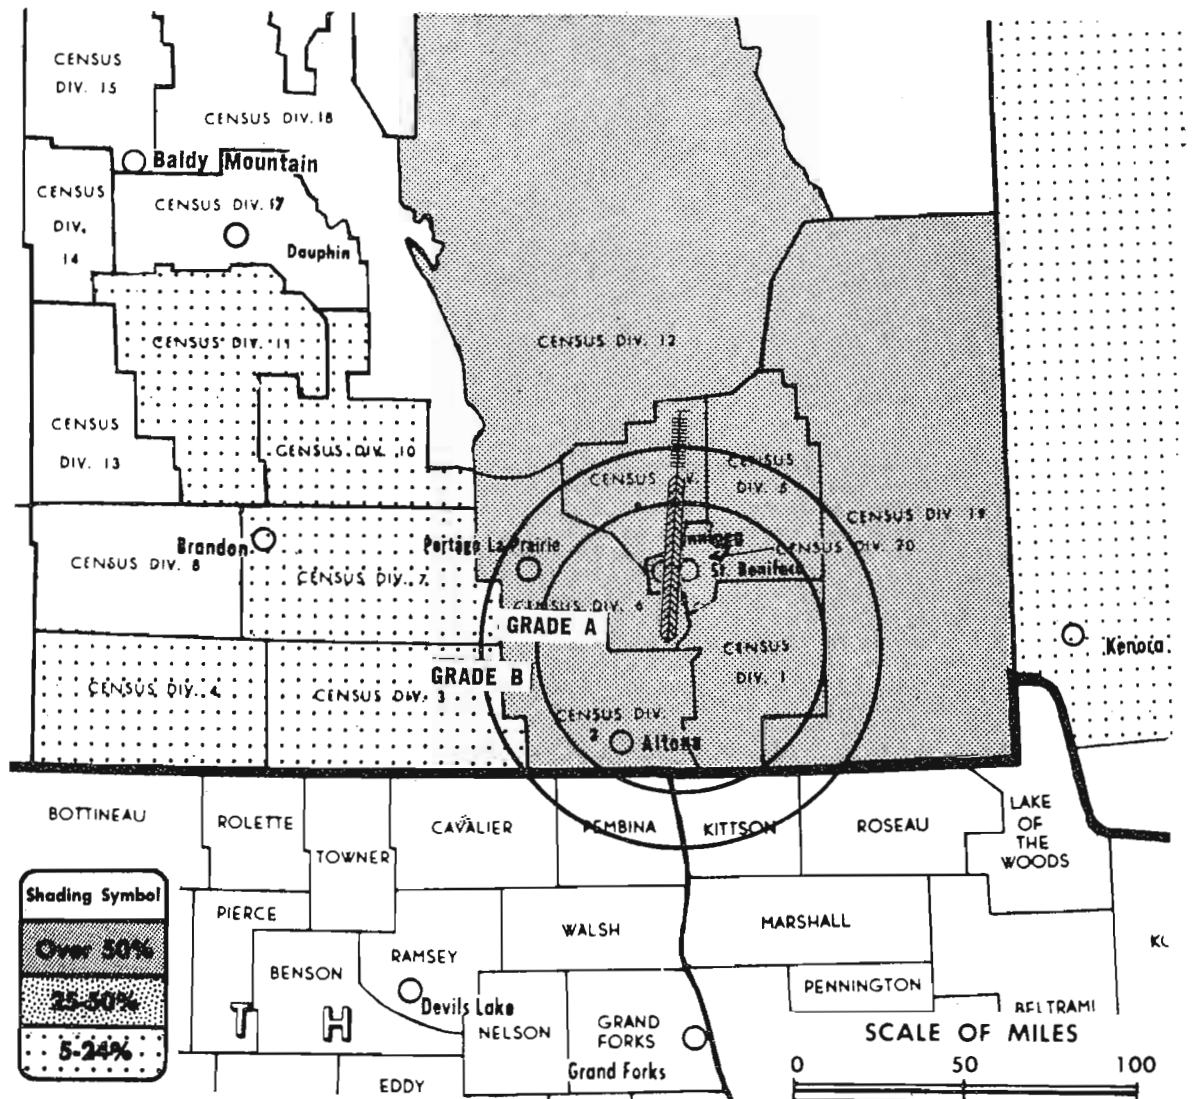 CENSUS
DIV. 15
CENSUS DIV. 18
Baldy Mountain
CENSUS
DIV.
14
CENSUS DIV. 17
Dauphin
CENSUS DIV. 11
CENSUS DIV. 12
CENSUS
DIV. 13
CENSUS DIV. 10
CENSUS
V.
CENSUS
DIV. 5
CENSUS DIV. 19
Brandon
Portage La Prairie
CENSUS DIV. 20
CENSUS DIV. 8
CENSUS DIV. 7
St. Boniface
CENSUS DIV. 6
GRADE A
CENSUS
DIV. 1
Kenora
GRADE B
CENSUS DIV. 4
CENSUS DIV. 3
CENSUS DIV.
2
Altona
BOTTINEAU
ROLETTE
TOWNER
CAVALIER
PEMBINA
KITTSON
ROSEAU
LAKE
OF
THE
WOODS
Shading Symbol
Over 50%
25-50%
5-24%
PIERCE
WALSH
MARSHALL
BENSON
RAMSEY
PENNINGTON
Devils Lake
T H
NELSON
GRAND
FORKS
Grand Forks
EDDY
BELTRAMI
SCALE OF MILES
0 50 100